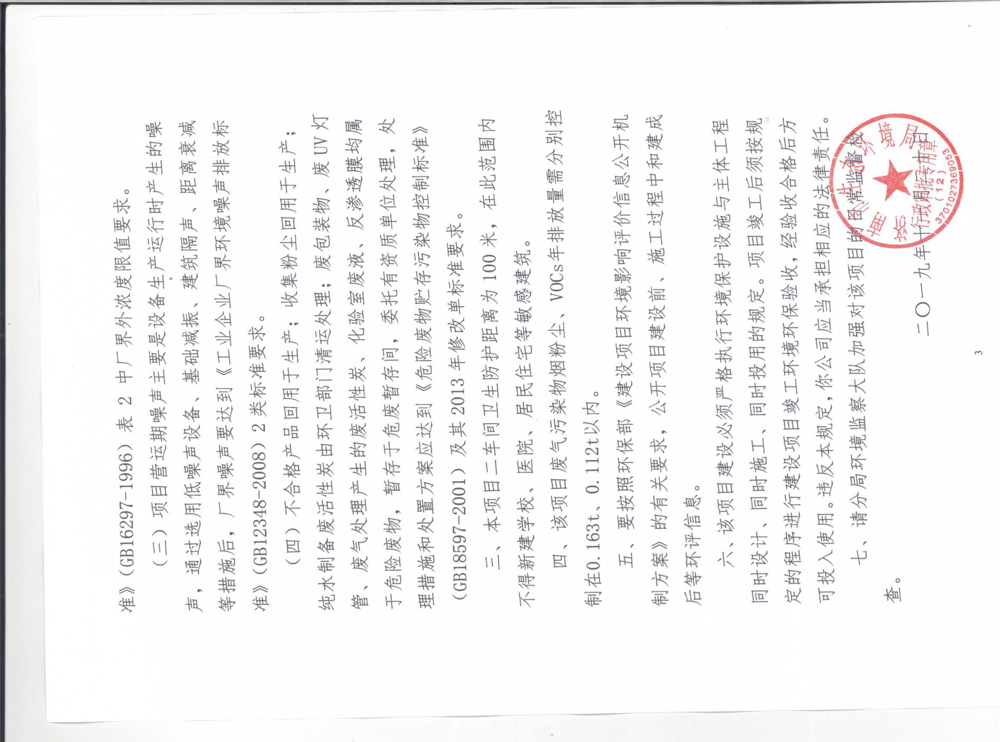 准》（GB16297-1996）表 2 中厂界外浓度限值要求。
（三）项目营运期噪声主要是设备生产运行时产生的噪
声，通过选用低噪声设备、基础减振、建筑隔声、距离衰减
等措施后，厂界噪声要达到《工业企业厂界环境噪声排放标
准》（GB12348-2008）2 类标准要求。
（四）不合格产品回用于生产；收集粉尘回用于生产；
纯水制备废活性炭由环卫部门清运处理；废包装物、废 UV 灯
管、废气处理产生的废活性炭、化验室废液、反渗透膜均属
于危险废物，暂存于危废暂存间，委托有资质单位处理，处
理措施和处置方案应达到《危险废物贮存污染物控制标准》
（GB18597-2001）及其 2013 年修改单标准要求。
三、本项目二车间卫生防护距离为 100 米，在此范围内
不得新建学校、医院、居民住宅等敏感建筑。
四、该项目废气污染物烟粉尘、VOCs年排放量需分别控
制在0.163t、0.112t以内。
五、要按照环保部《建设项目环境影响评价信息公开机
制方案》的有关要求，公开项目建设前、施工过程中和建成
后等环评信息。
六、该项目建设必须严格执行环境保护设施与主体工程
同时设计、同时施工、同时投用的规定。项目竣工后须按规
定的程序进行建设项目竣工环境环保验收，经验收合格后方
可投入使用。违反本规定，你公司应当承担相应的法律责任。
七、请分局环境监察大队加强对该项目的日常监督检
查。
二〇一九年十
生态环境局
行政审批专用章
（12）
3701027369053
3